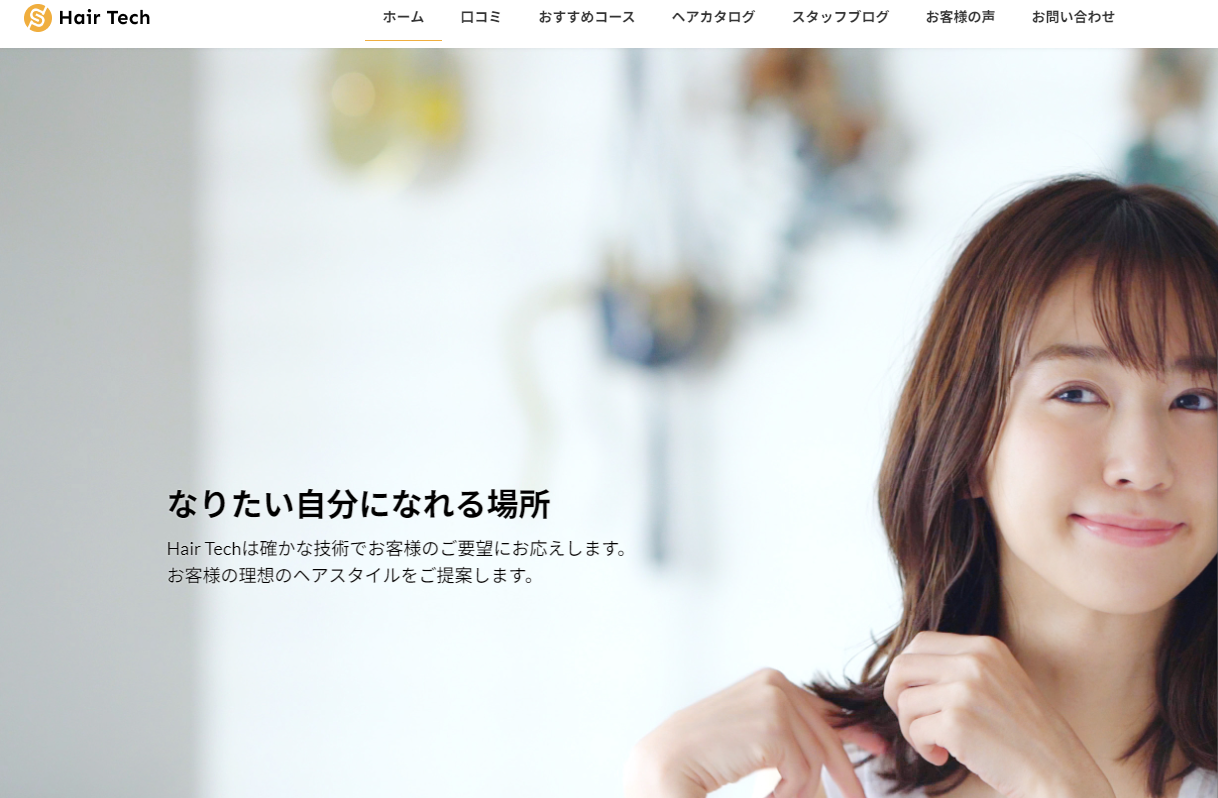 Hair Tech
ホーム 口コミ おすすめコース ヘアカタログ スタッフブログ お客様の声 お問い合わせ
なりたい自分になれる場所
Hair Techは確かな技術でお客様のご要望にお応えします。
お客様の理想のヘアスタイルをご提案します。